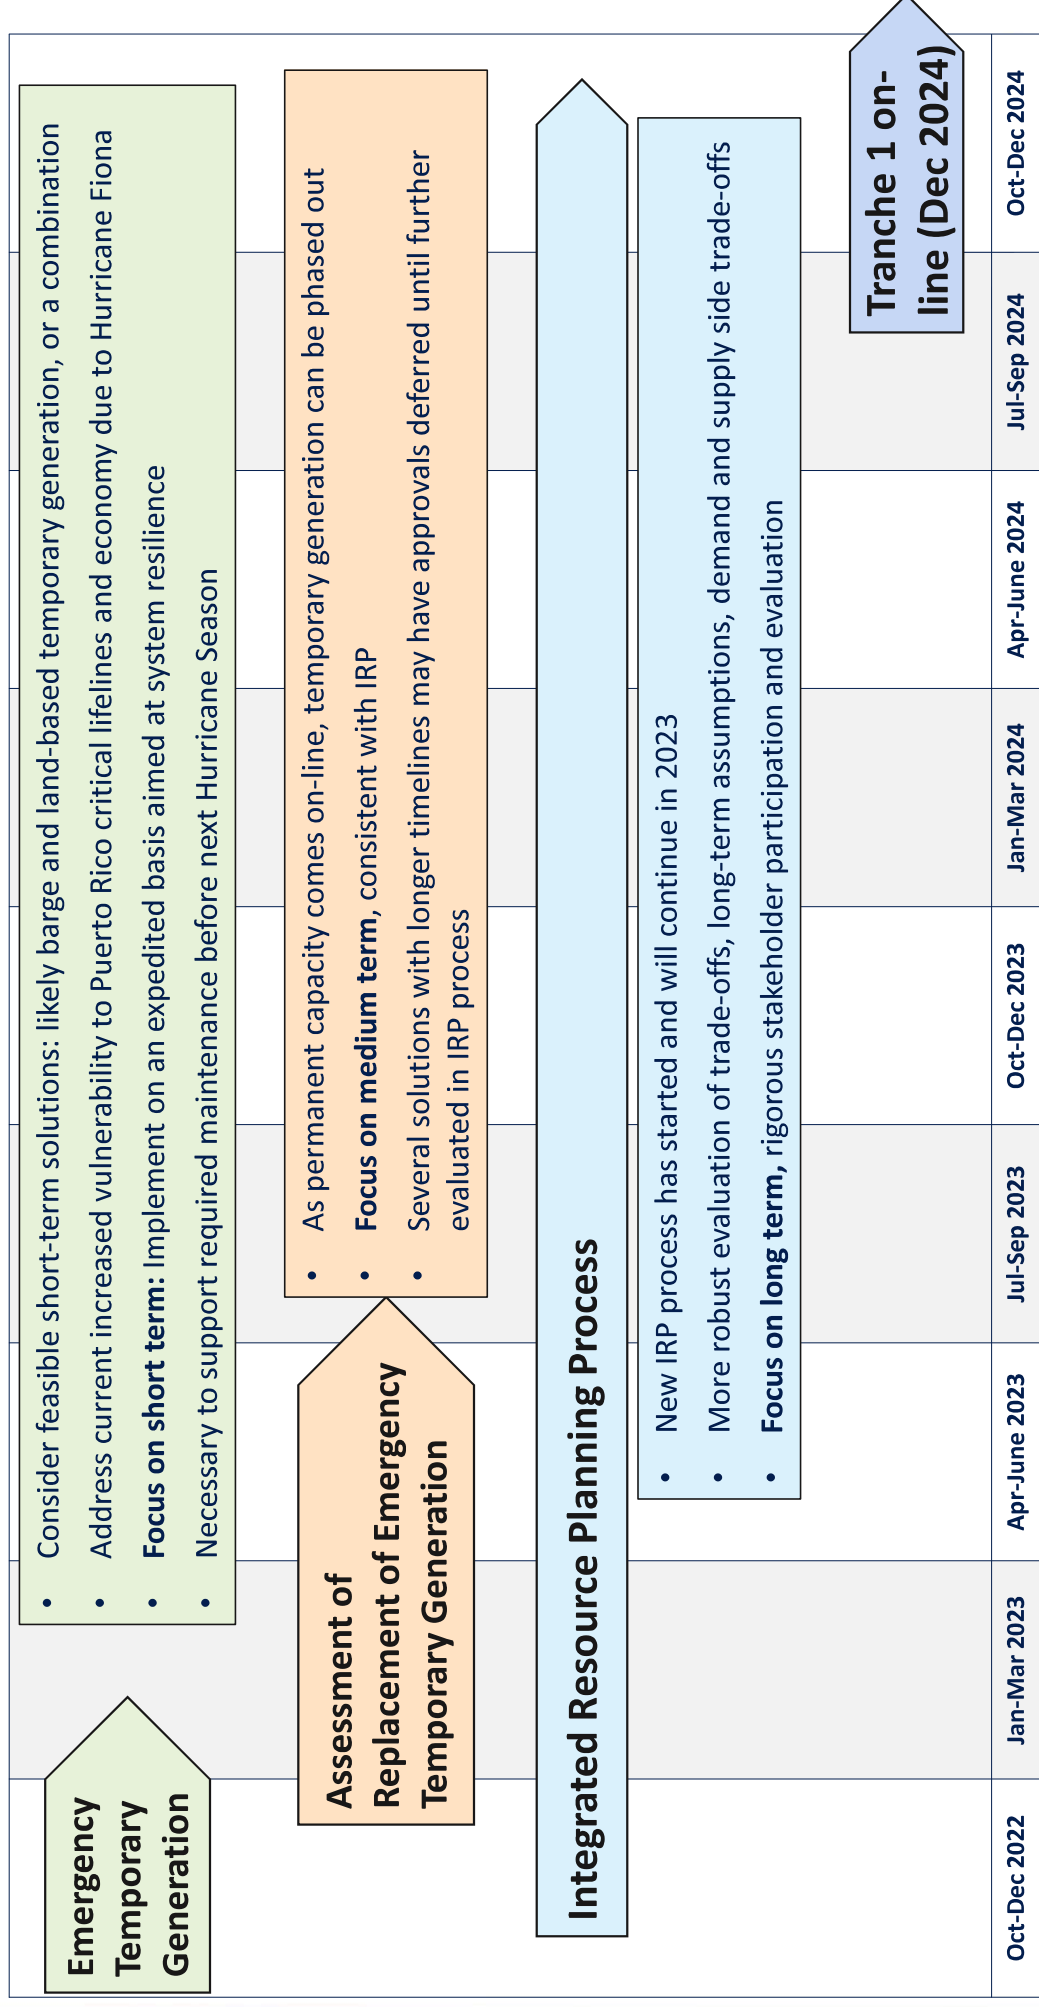 Emergency
Temporary
Generation
• Consider feasible short-term solutions: likely barge and land-based temporary generation, or a combination
• Address current increased vulnerability to Puerto Rico critical lifelines and economy due to Hurricane Fiona
• Focus on short term: Implement on an expedited basis aimed at system resilience
• Necessary to support required maintenance before next Hurricane Season
Assessment of
Replacement of Emergency
Temporary Generation
• As permanent capacity comes on-line, temporary generation can be phased out
• Focus on medium term, consistent with IRP
• Several solutions with longer timelines may have approvals deferred until further
evaluated in IRP process
Integrated Resource Planning Process
• New IRP process has started and will continue in 2023
• More robust evaluation of trade-offs, long-term assumptions, demand and supply side trade-offs
• Focus on long term, rigorous stakeholder participation and evaluation
Tranche 1 on-
line (Dec 2024)
Oct-Dec 2022
Jan-Mar 2023
Apr-June 2023
Jul-Sep 2023
Oct-Dec 2023
Jan-Mar 2024
Apr-June 2024
Jul-Sep 2024
Oct-Dec 2024